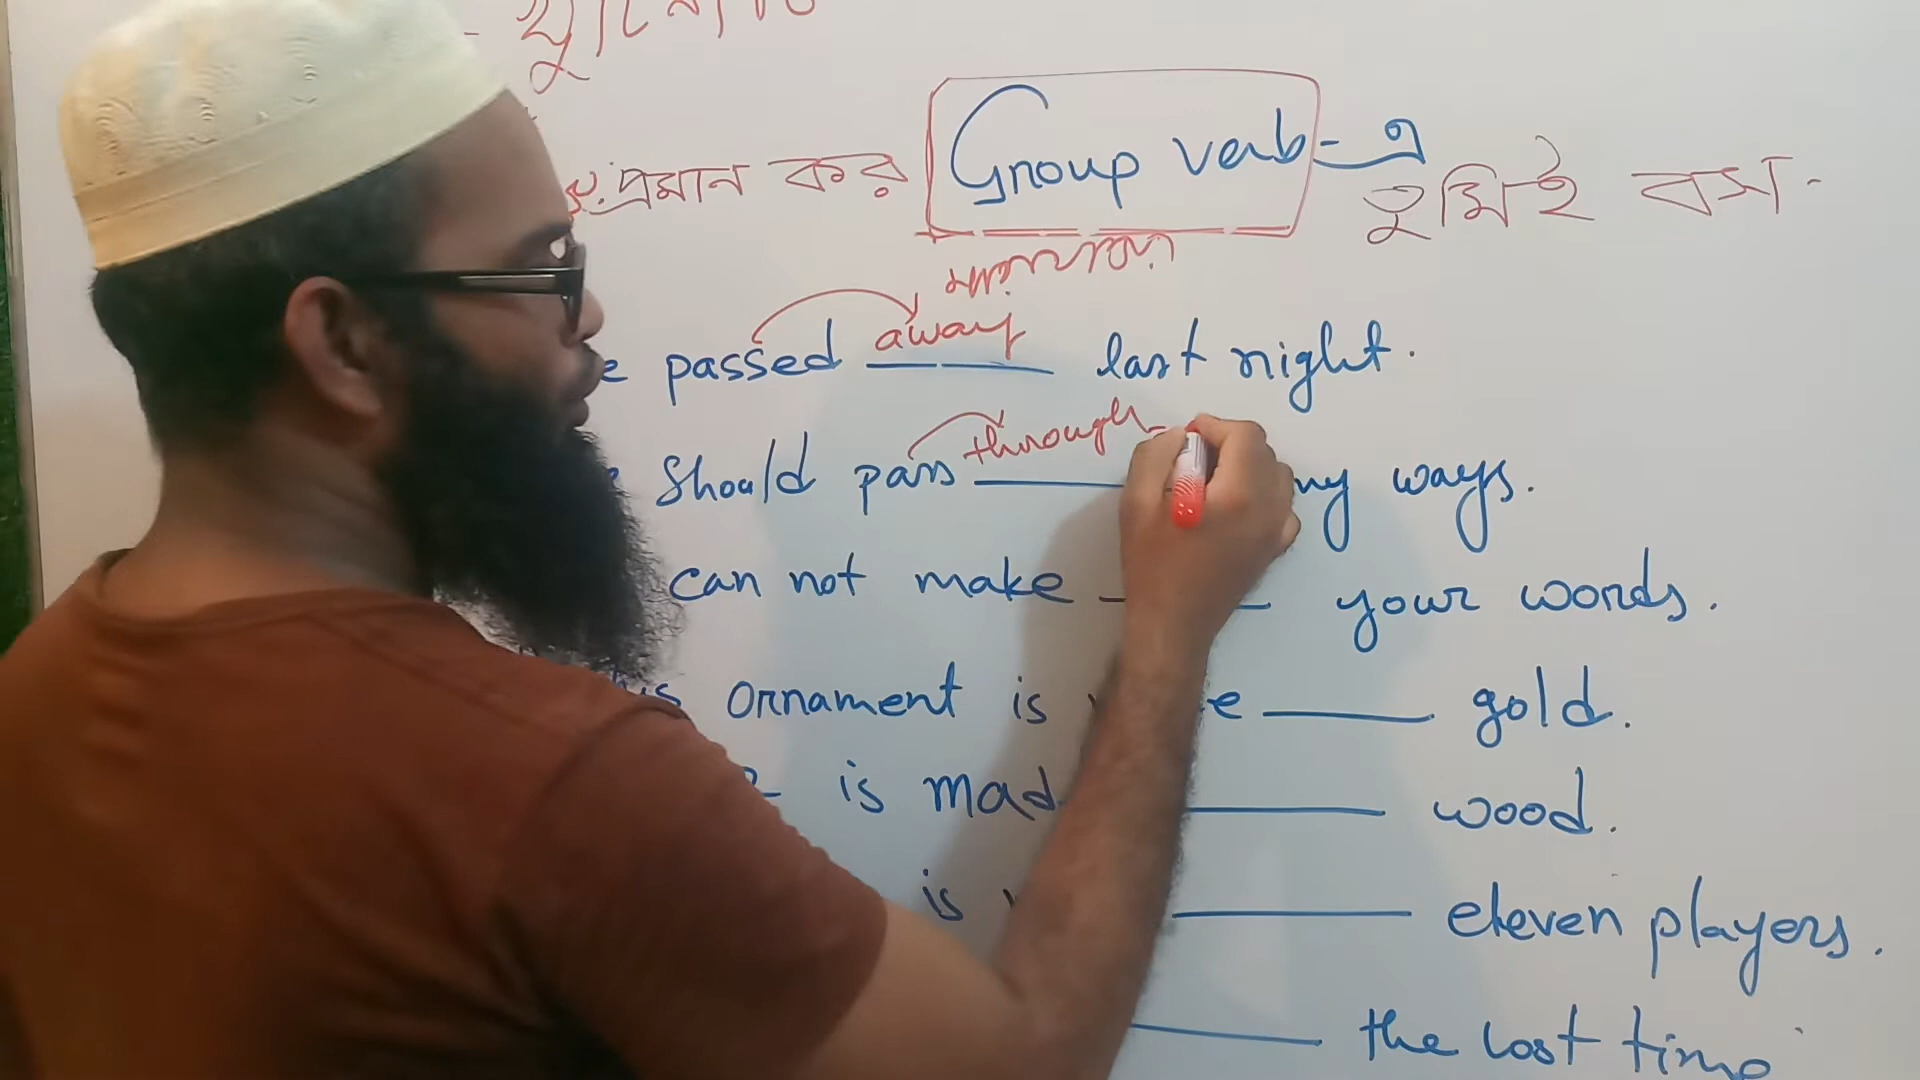 প্রমান কর Group verb-এ তুমিই বস.
passed away last night.
should pass through ny ways.
can not make your words.
ornament is gold.
is mad wood.
is eleven players.
the lost time